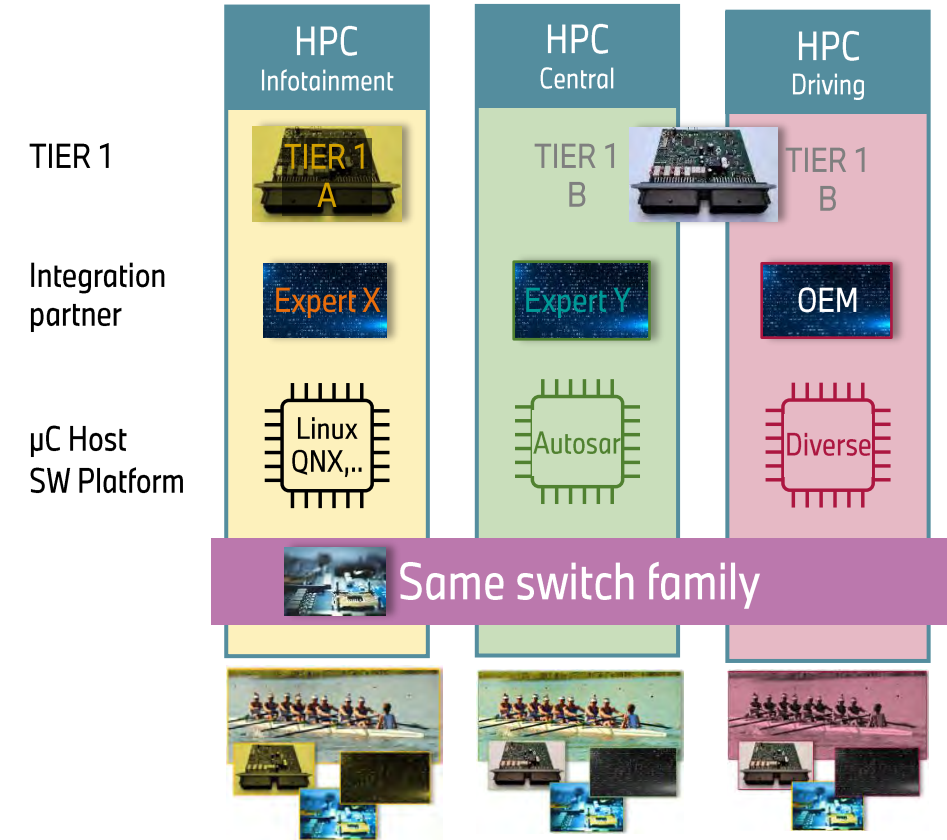 HPC
Infotainment
HPC
Central
HPC
Driving
TIER 1
TIER 1
A
TIER 1
B
TIER 1
B
Integration
partner
Expert X
Expert Y
OEM
µC Host
SW Platform
Linux
QNX,..
Autosar
Diverse
Same switch family